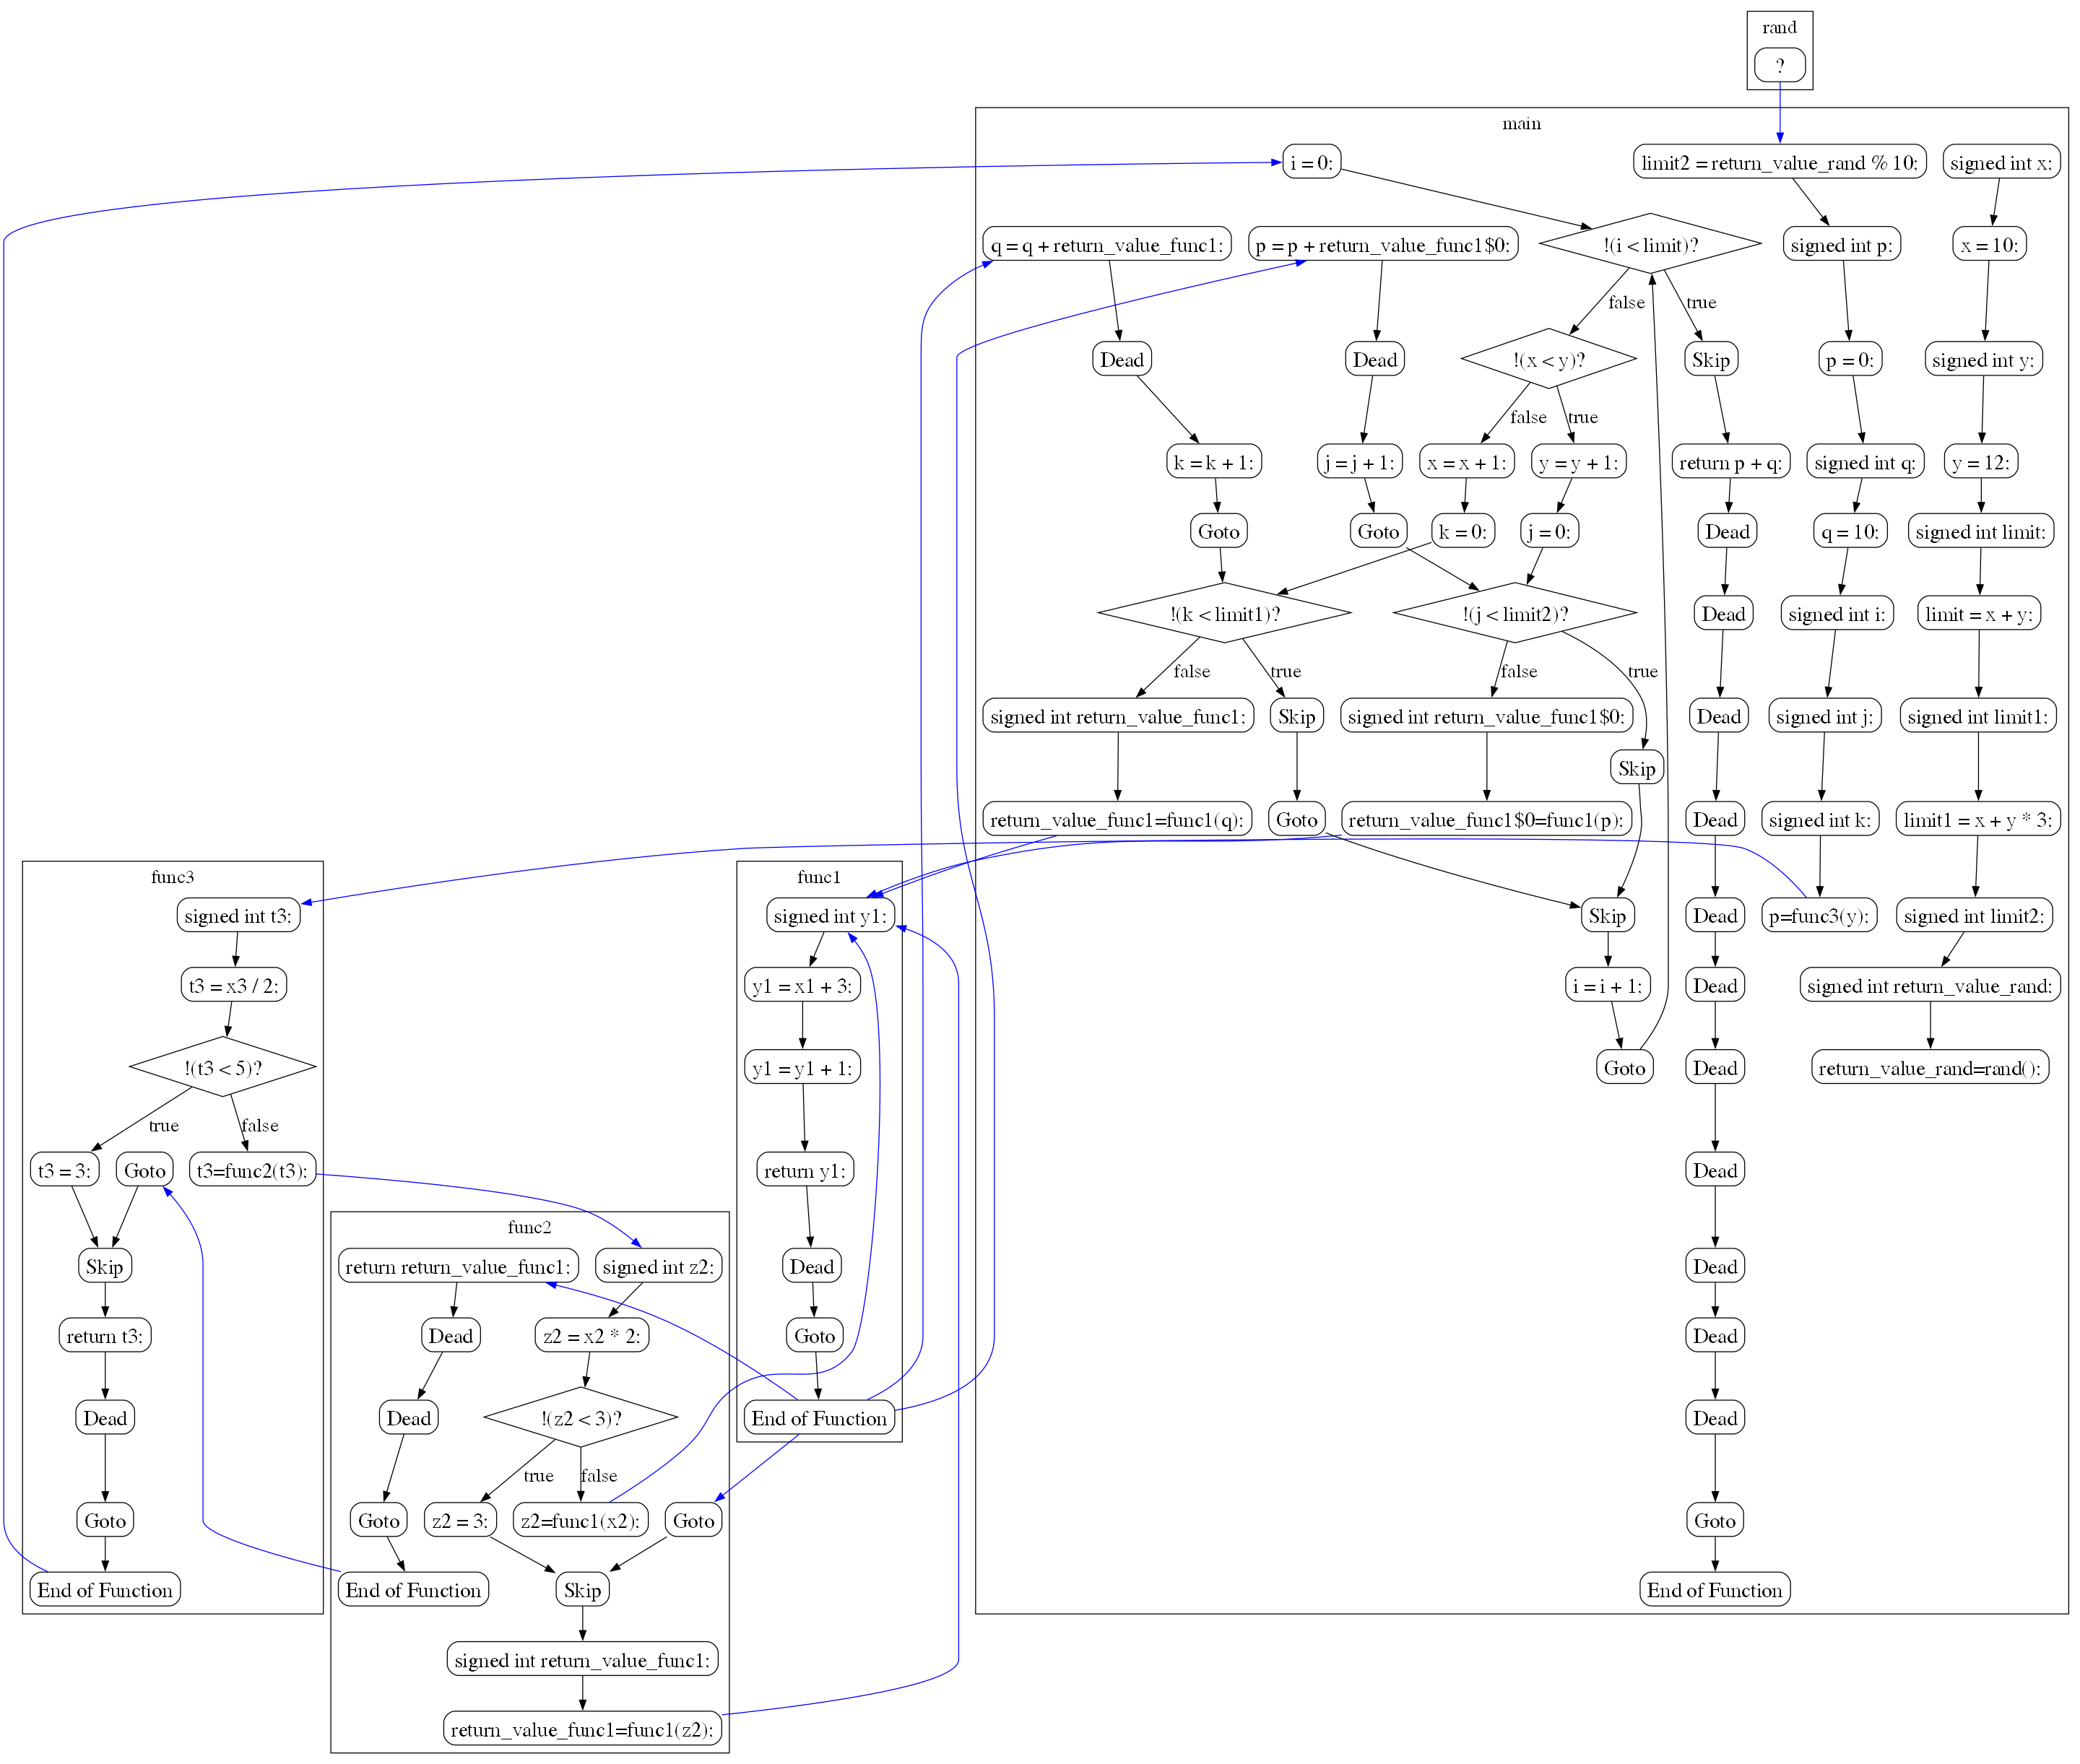 rand
?
main
i = 0;
limit2 = return_value_rand % 10;
signed int x;
q = q + return_value_func1;
p = p + return_value_func1$0;
!(i < limit)?
signed int p;
x = 10;
false
true
Dead
Dead
!(x < y)?
Skip
p = 0;
signed int y;
false
true
k = k + 1;
j = j + 1;
x = x + 1;
y = y + 1;
return p + q;
signed int q;
y = 12;
Goto
Goto
k = 0;
j = 0;
Dead
q = 10;
signed int limit;
!(k < limit1)?
!(j < limit2)?
Dead
signed int i;
limit = x + y;
false
true
false
true
signed int return_value_func1;
Skip
signed int return_value_func1$0;
Dead
signed int j;
signed int limit1;
Skip
return_value_func1=func1(q);
Goto
return_value_func1$0=func1(p);
Dead
signed int k;
limit1 = x + y * 3;
Skip
Dead
p=func3(y);
signed int limit2;
i = i + 1;
Dead
signed int return_value_rand;
Goto
Dead
return_value_rand=rand();
Dead
Dead
Dead
Dead
Goto
End of Function
func3
signed int t3;
t3 = x3 / 2;
!(t3 < 5)?
true
false
t3 = 3;
Goto
t3=func2(t3);
Skip
return t3;
Dead
Goto
End of Function
func1
signed int y1;
y1 = x1 + 3;
y1 = y1 + 1;
return y1;
Dead
Goto
End of Function
func2
return return_value_func1;
signed int z2;
Dead
z2 = x2 * 2;
Dead
!(z2 < 3)?
true
false
Goto
z2 = 3;
z2=func1(x2);
Goto
End of Function
Skip
signed int return_value_func1;
return_value_func1=func1(z2);